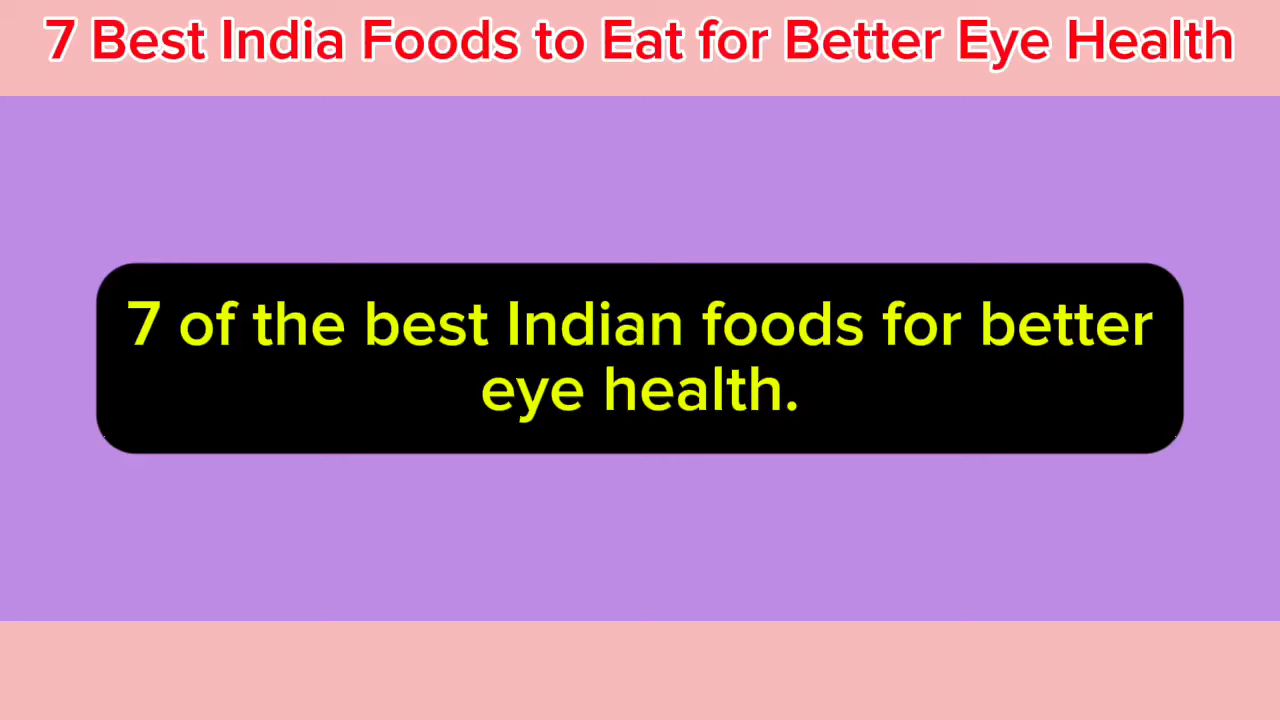 7 Best India Foods to Eat for Better Eye Health
7 of the best Indian foods for better
eye health.